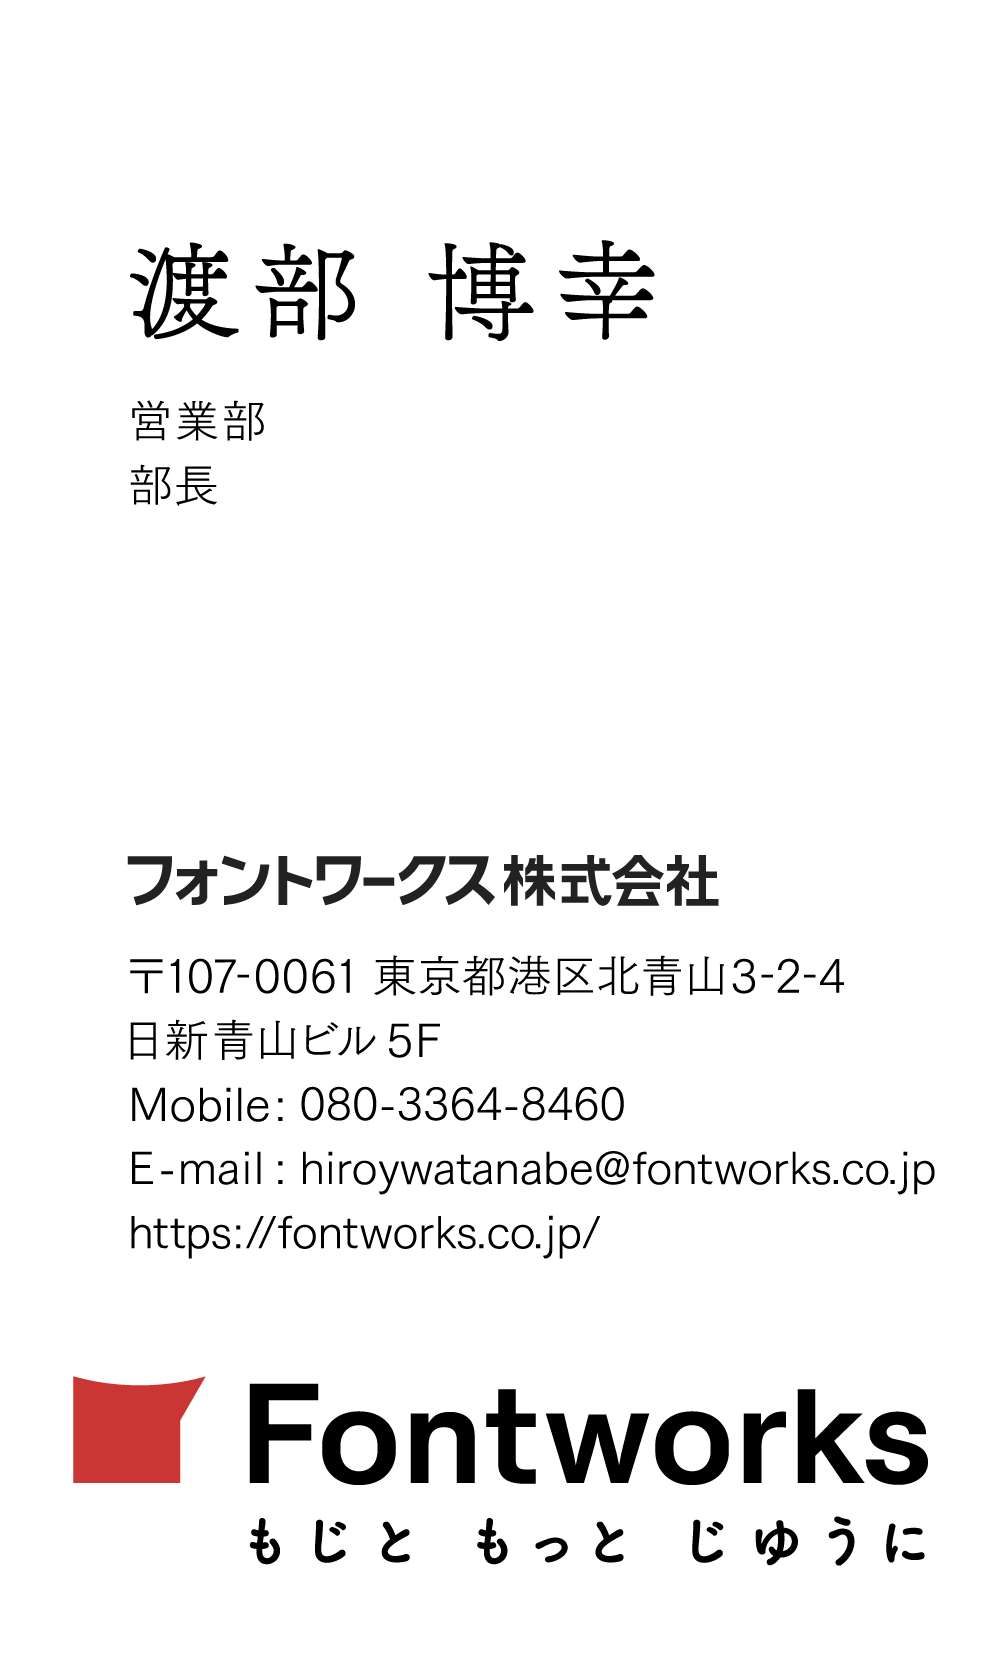 渡部 博幸
営業部
部長
フォントワークス株式会社
〒107-0061 東京都港区北青山3-2-4
日新青山ビル 5F
Mobile: 080-3364-8460
E-mail : hiroywatanabe@fontworks.co.jp
https://fontworks.co.jp/
Fontworks
もじと もっと じゆうに